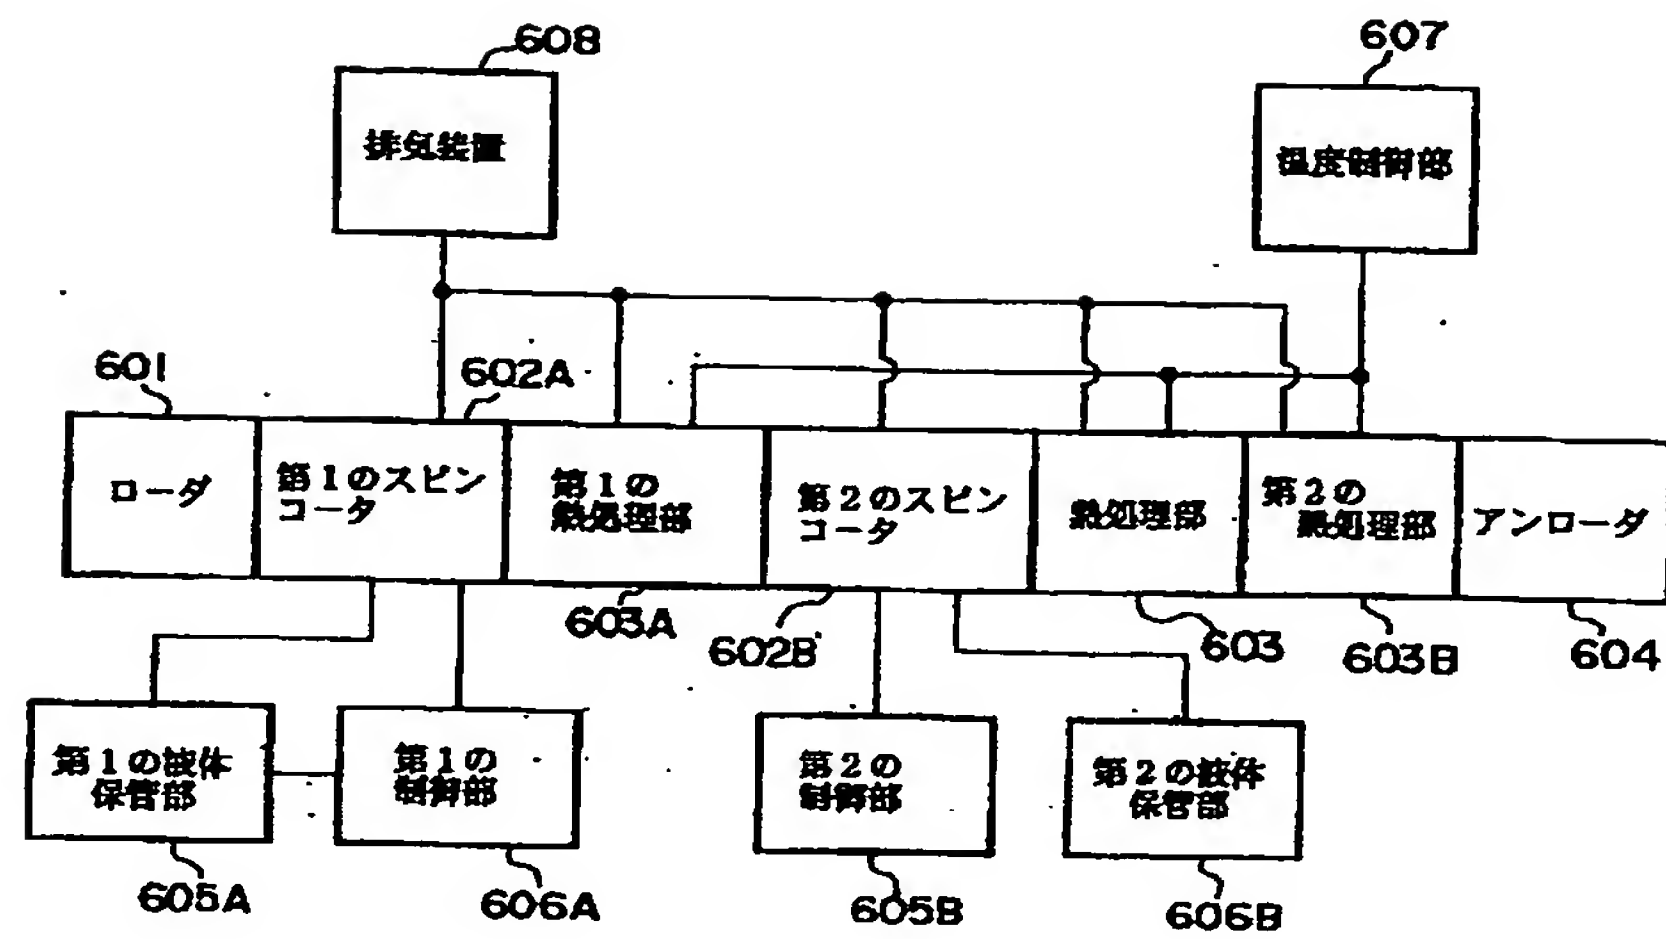 608
607
排気装置
温度制御部
601
602A
ローダ
第1のスピン
コータ
第1の
熱処理部
第2のスピン
コータ
熱処理部
第2の
熱処理部
アンローダ
603A
602B
603
603B
604
第1の液体
保管部
第1の
制御部
第2の
制御部
第2の液体
保管部
605A
606A
605B
606B